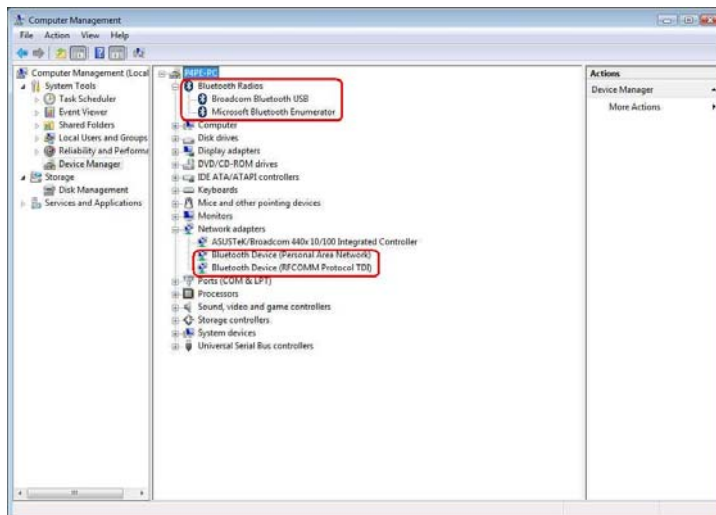 Computer Management
File Action View Help
Computer Management (Local
System Tools
Task Scheduler
Event Viewer
Shared Folders
Local Users and Groups
Reliability and Performa
Device Manager
Storage
Disk Management
Services and Applications
P4PE-PC
Bluetooth Radios
Broadcom Bluetooth USB
Microsoft Bluetooth Enumerator
Computer
Disk drives
Display adapters
DVD/CD-ROM drives
IDE ATA/ATAPI controllers
Keyboards
Mice and other pointing devices
Monitors
Network adapters
ASUSTeK/Broadcom 440x 10/100 Integrated Controller
Bluetooth Device (Personal Area Network)
Bluetooth Device (RFCOMM Protocol TDI)
Ports (COM & LPT)
Processors
Sound, video and game controllers
Storage controllers
System devices
Universal Serial Bus controllers
Actions
Device Manager
More Actions